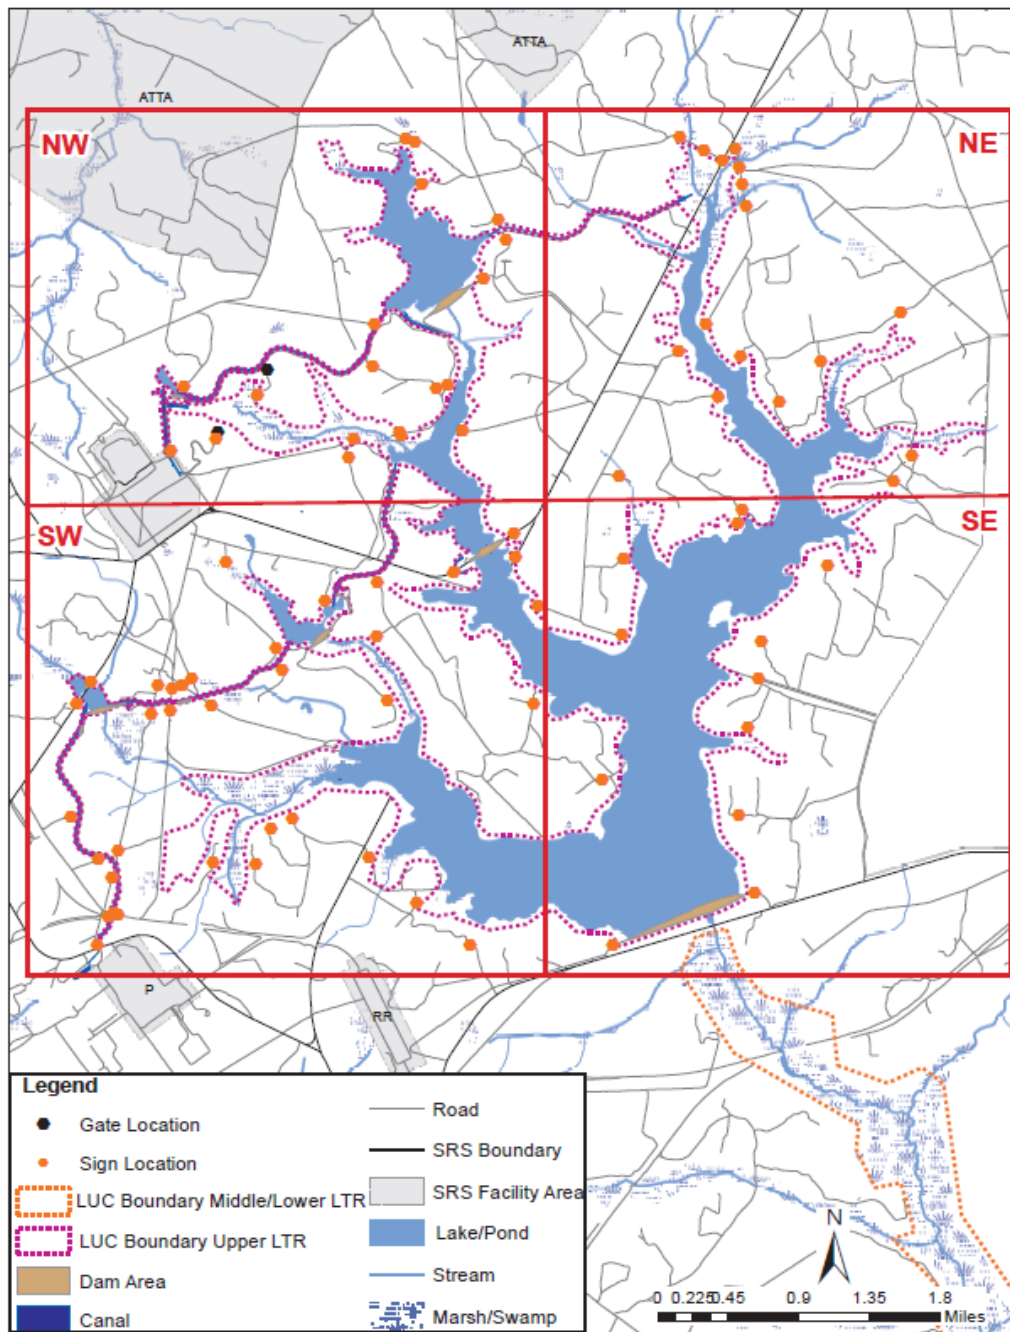 ATTA
ATTA
NW
NE
SW
SE
P
RR
Legend
Gate Location
Sign Location
LUC Boundary Middle/Lower LTR
LUC Boundary Upper LTR
Dam Area
Canal
Road
SRS Boundary
SRS Facility Area
Lake/Pond
Stream
Marsh/Swamp
N
0 0.225 0.45 0.9 1.35 1.8
Miles